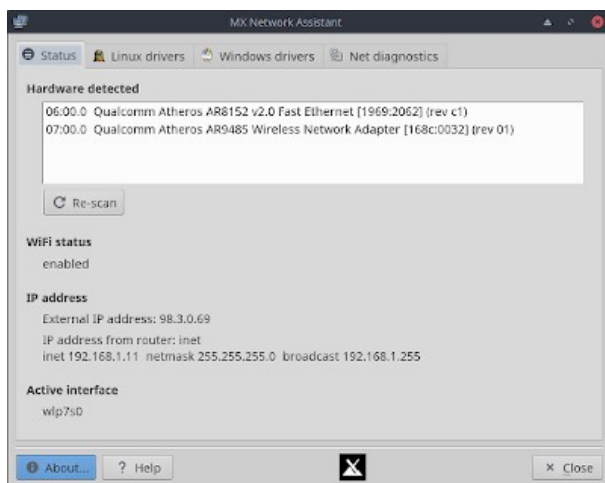 MX Network Assistant
Status Linux drivers Windows drivers Net diagnostics
Hardware detected
06:00.0 Qualcomm Atheros AR8152 v2.0 Fast Ethernet [1969:2062] (rev c1)
07:00.0 Qualcomm Atheros AR9485 Wireless Network Adapter [168c:0032] (rev 01)
Re-scan
WiFi status
enabled
IP address
External IP address: 98.3.0.69
IP address from router: inet
inet 192.168.1.11 netmask 255.255.255.0 broadcast 192.168.1.255
Active interface
wlp7s0
About... ? Help Close